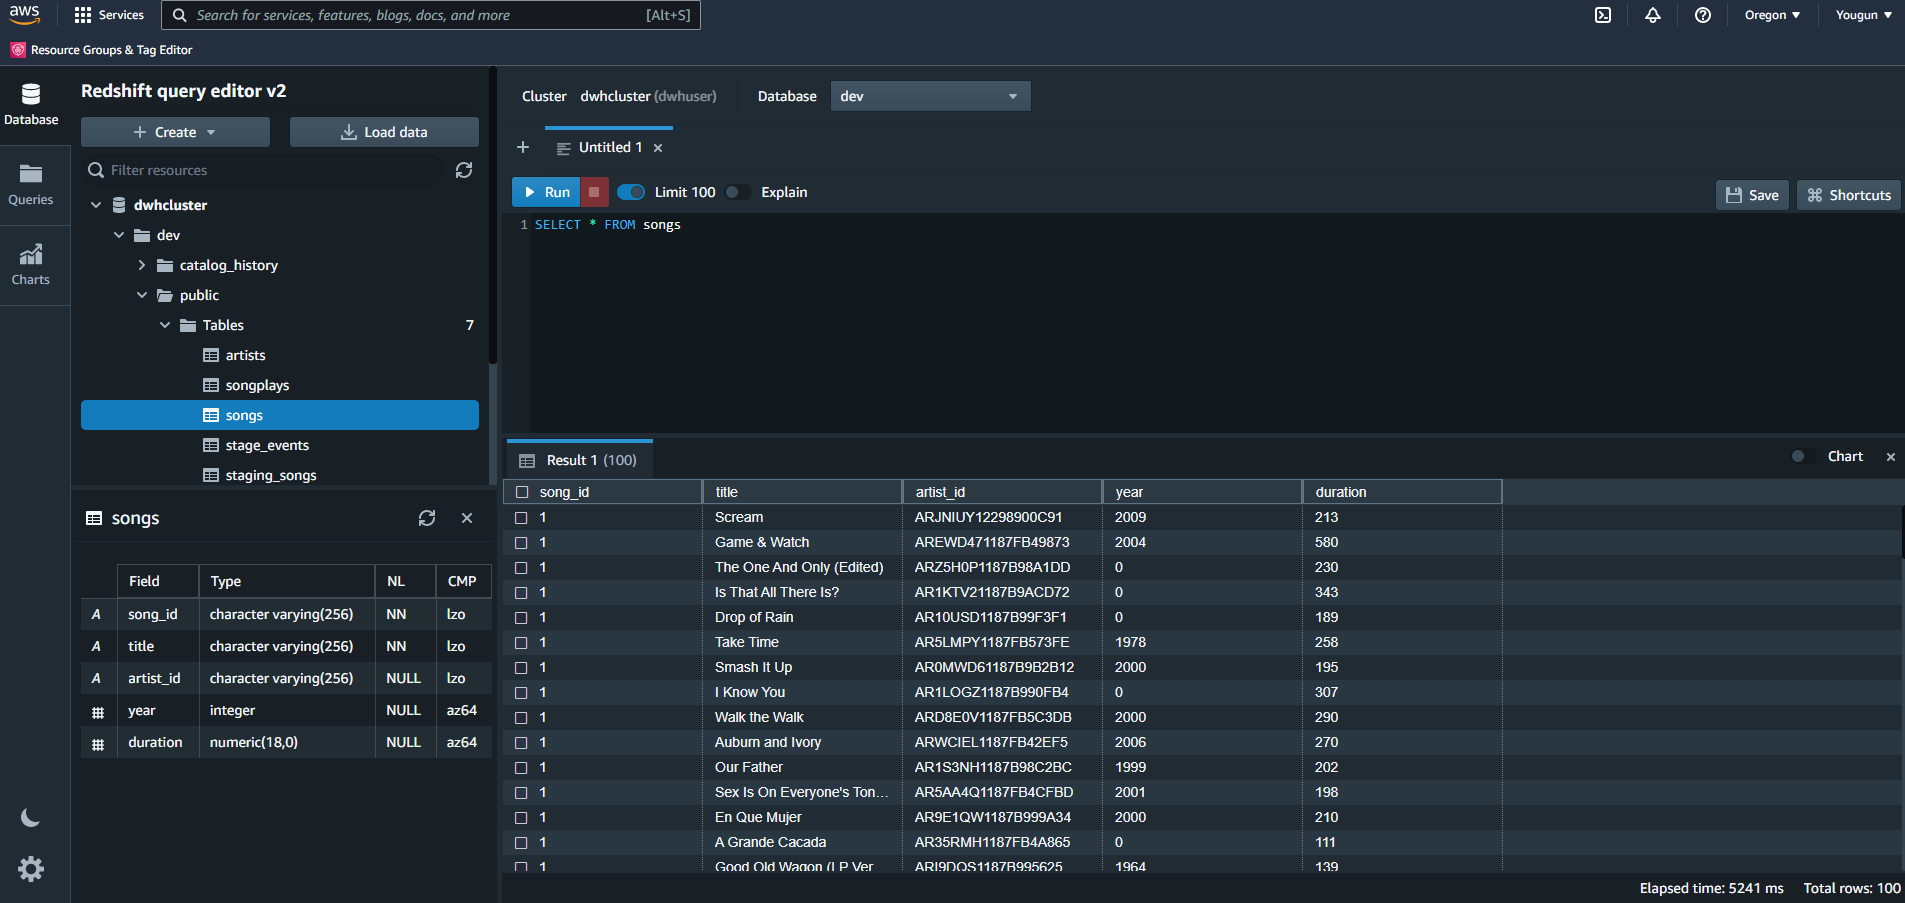 aws
Services
Search for services, features, blogs, docs, and more
[Alt+S]
Oregon
Yougun
Resource Groups & Tag Editor
Database
Queries
Charts
Redshift query editor v2
Create
Load data
Filter resources
dwhcluster
dev
catalog_history
public
Tables 7
artists
songplays
songs
stage_events
staging_songs
songs
Field Type NL CMP
song_id character varying(256) NN lzo
title character varying(256) NN lzo
artist_id character varying(256) NULL lzo
year integer NULL az64
duration numeric(18,0) NULL az64
Cluster dwhcluster (dwhuser) Database dev
Untitled 1
Run Limit 100 Explain
Save Shortcuts
1 SELECT * FROM songs
Result 1 (100)
Chart
song_id title artist_id year duration
1 Scream ARJNIUY12298900C91 2009 213
1 Game & Watch AREWD471187FB49873 2004 580
1 The One And Only (Edited) ARZ5H0P1187B98A1DD 0 230
1 Is That All There Is? AR1KTV21187B9ACD72 0 343
1 Drop of Rain AR10USD1187B99F3F1 0 189
1 Take Time AR5LMPY1187FB573FE 1978 258
1 Smash It Up AR0MWD61187B9B2B12 2000 195
1 I Know You AR1LOGZ1187B990FB4 0 307
1 Walk the Walk ARD8E0V1187FB5C3DB 2000 290
1 Auburn and Ivory ARWCIEL1187FB42EF5 2006 270
1 Our Father AR1S3NH1187B98C2BC 1999 202
1 Sex Is On Everyone's Ton... AR5AA4Q1187FB4CFBD 2001 198
1 En Que Mujer AR9E1QW1187B999A34 2000 210
1 A Grande Cacada AR35RMH1187FB4A865 0 111
1 Good Old Wagon (LP Ver ARI9DQS1187B995625 1964 139
Elapsed time: 5241 ms Total rows: 100